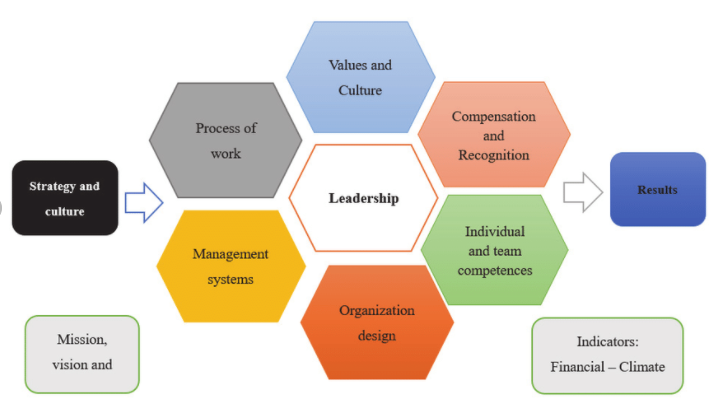 Values and
Culture
Process of
work
Compensation
and
Recognition
Strategy and
culture
Leadership
Results
Management
systems
Individual
and team
competences
Organization
design
Mission,
vision and
Indicators:
Financial – Climate